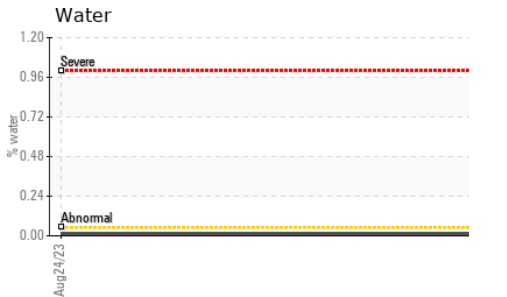 Water
1.20
Severe
0.96
0.72
% water
0.48
0.24
Abnormal
0.00
Aug24/23